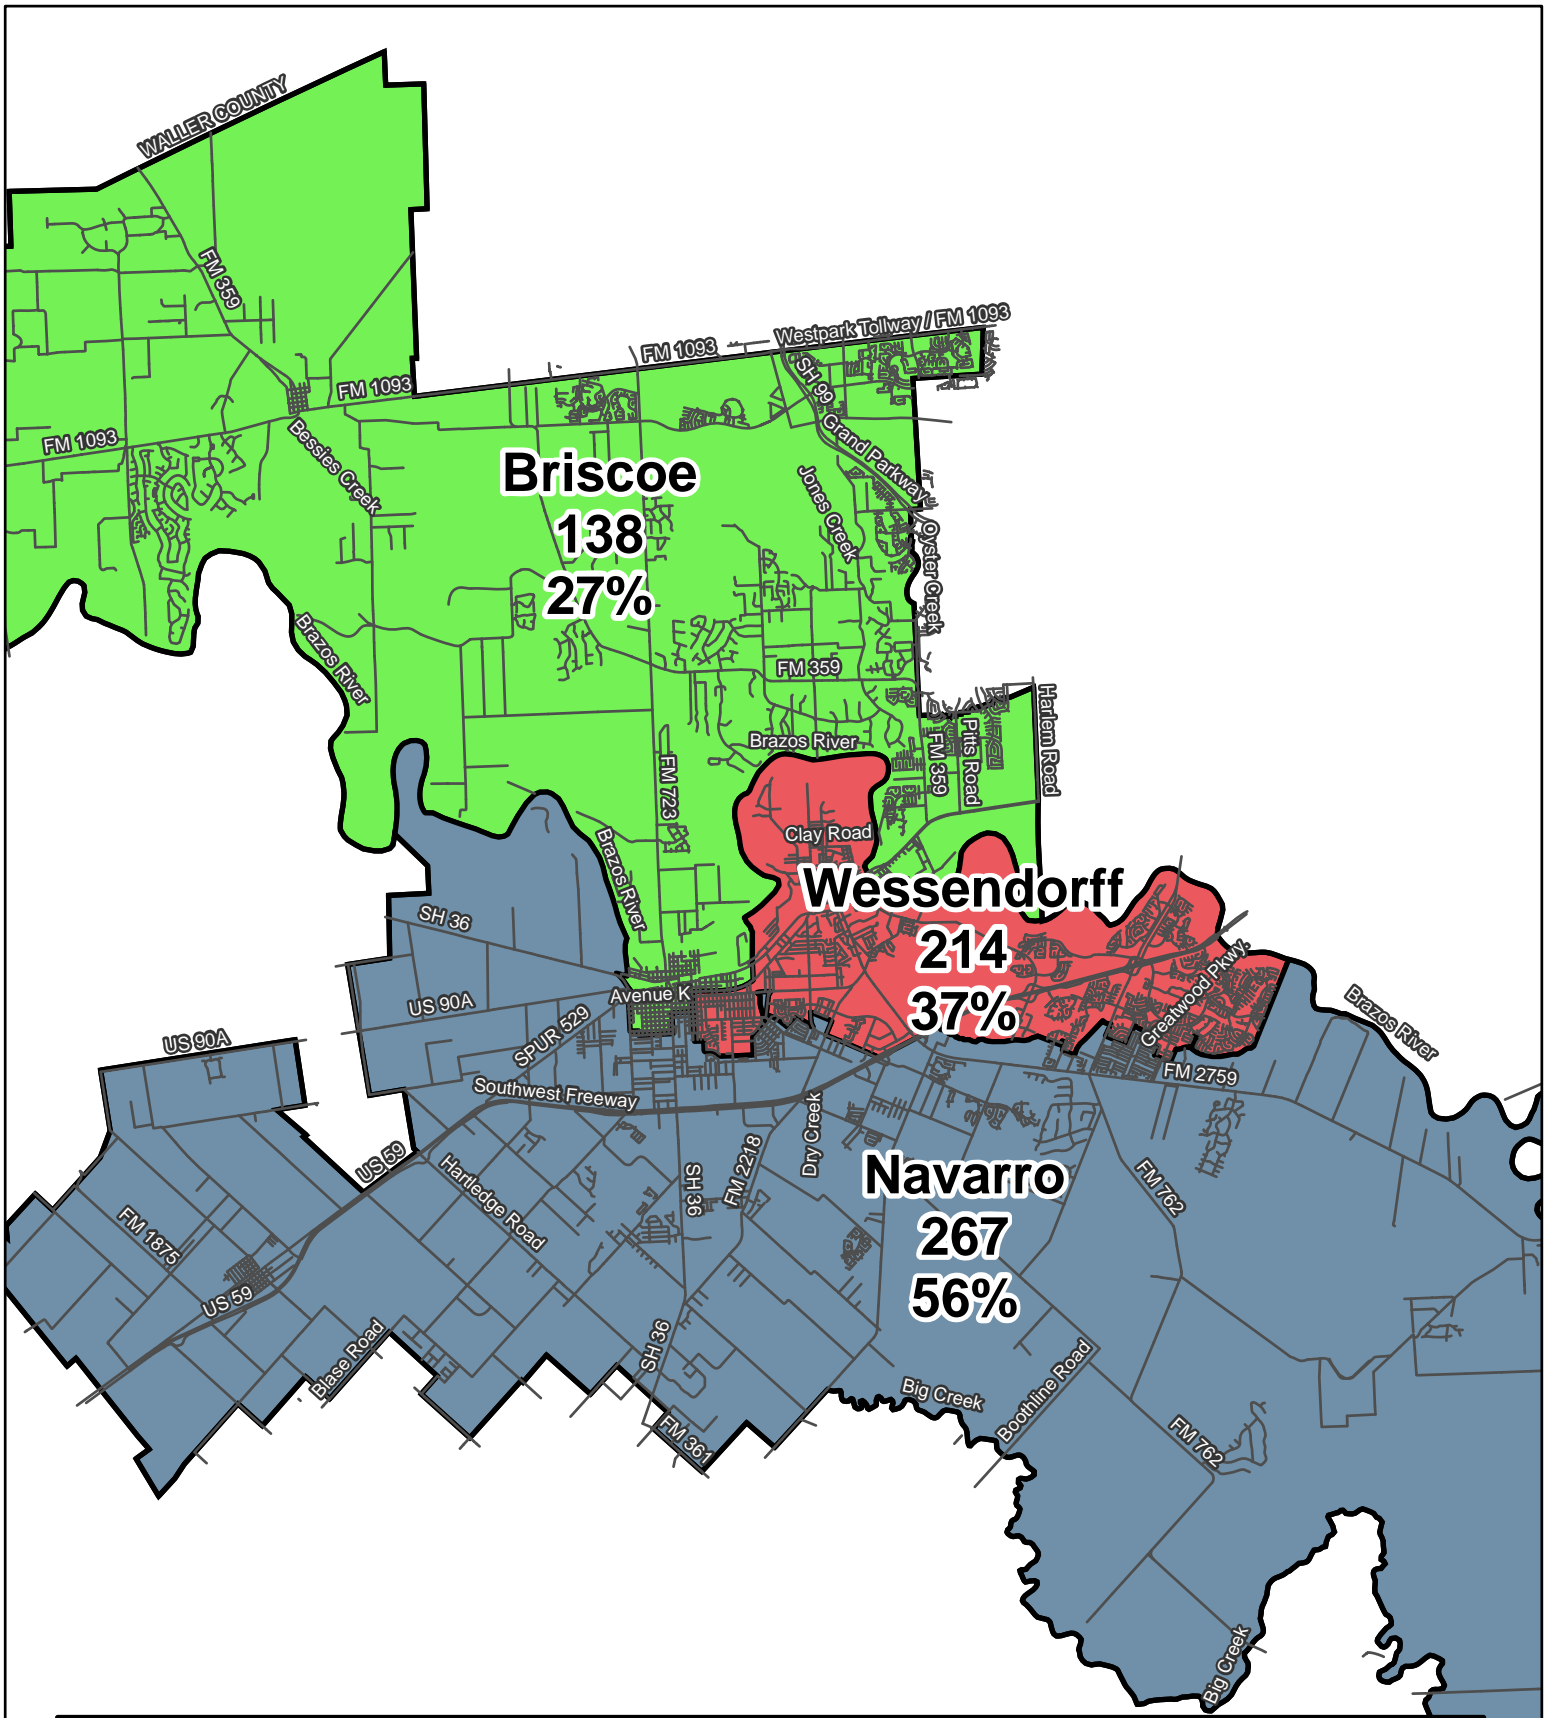 WALLER COUNTY
FM 359
Westpark Tollway / FM 1093
FM 1093
SH 99
FM 1093
Grand Parkway
FM 1093
Bessies Creek
Briscoe
138
27%
Jones Creek
Oyster Creek
Brazos River
FM 359
Harlem Road
Pitts Road
FM 359
Brazos River
FM 723
Clay Road
Brazos River
Wessendorff
214
37%
SH 36
Avenue K
US 90A
Greatwood Pkwy.
Brazos River
SPUR 529
US 90A
FM 2759
Southwest Freeway
Dry Creek
US 59
Hartledge Road
SH 36
FM 2218
Navarro
267
56%
FM 762
FM 1875
US 59
Blase Road
SH 36
Big Creek
Boothline Road
FM 361
FM 762
Big Creek